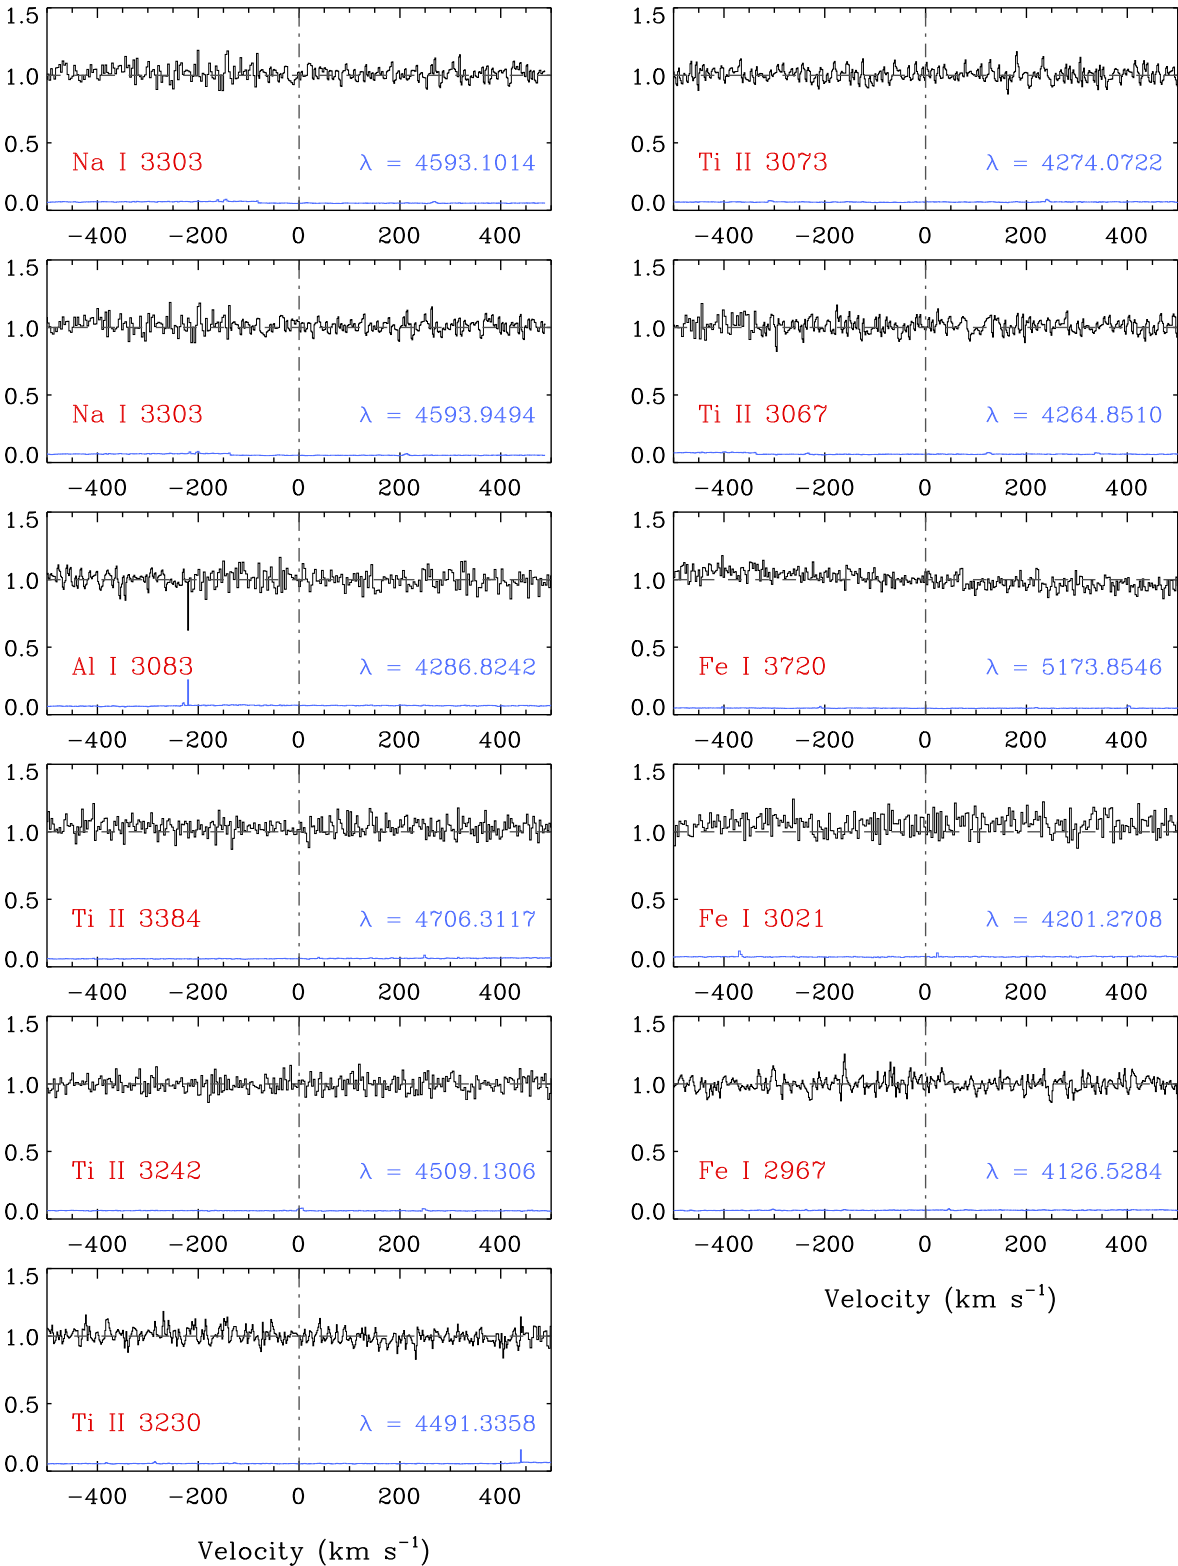 1.5
1.0
0.5
0.0
Na I 3303
λ = 4593.1014
−400 −200 0 200 400
1.5
1.0
0.5
0.0
Na I 3303
λ = 4593.9494
−400 −200 0 200 400
1.5
1.0
0.5
0.0
Al I 3083
λ = 4286.8242
−400 −200 0 200 400
1.5
1.0
0.5
0.0
Ti II 3384
λ = 4706.3117
−400 −200 0 200 400
1.5
1.0
0.5
0.0
Ti II 3242
λ = 4509.1306
−400 −200 0 200 400
1.5
1.0
0.5
0.0
Ti II 3230
λ = 4491.3358
−400 −200 0 200 400
Velocity (km s⁻¹)
1.5
1.0
0.5
0.0
Ti II 3073
λ = 4274.0722
−400 −200 0 200 400
1.5
1.0
0.5
0.0
Ti II 3067
λ = 4264.8510
−400 −200 0 200 400
1.5
1.0
0.5
0.0
Fe I 3720
λ = 5173.8546
−400 −200 0 200 400
1.5
1.0
0.5
0.0
Fe I 3021
λ = 4201.2708
−400 −200 0 200 400
1.5
1.0
0.5
0.0
Fe I 2967
λ = 4126.5284
−400 −200 0 200 400
Velocity (km s⁻¹)